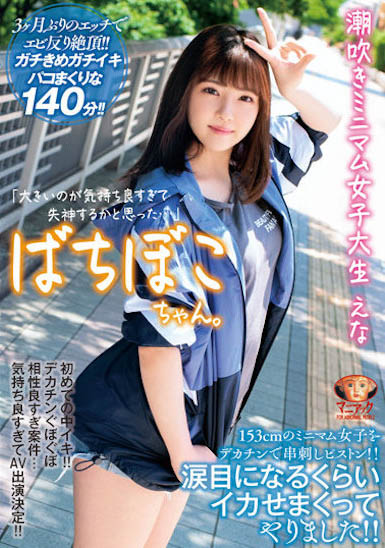 3ヶ月ぶりのエッチで
エビ反り絶頂!!
ガチきめガチイキ
パコまくりな
140分!!
潮吹きミニマム女子大生 えな
「大きいのが気持ち良すぎて
失神するかと思った…」
ばちぼこ
ちゃん。
初めての中イキ!!
デカチンぐぽぐぽ
相性良すぎ案件…
気持ち良すぎてAV出演決定!!
マニアック
153cmのミニマム女子を
デカチンで串刺しピストン!!
涙目になるくらい
イカせまくって
やりました!!